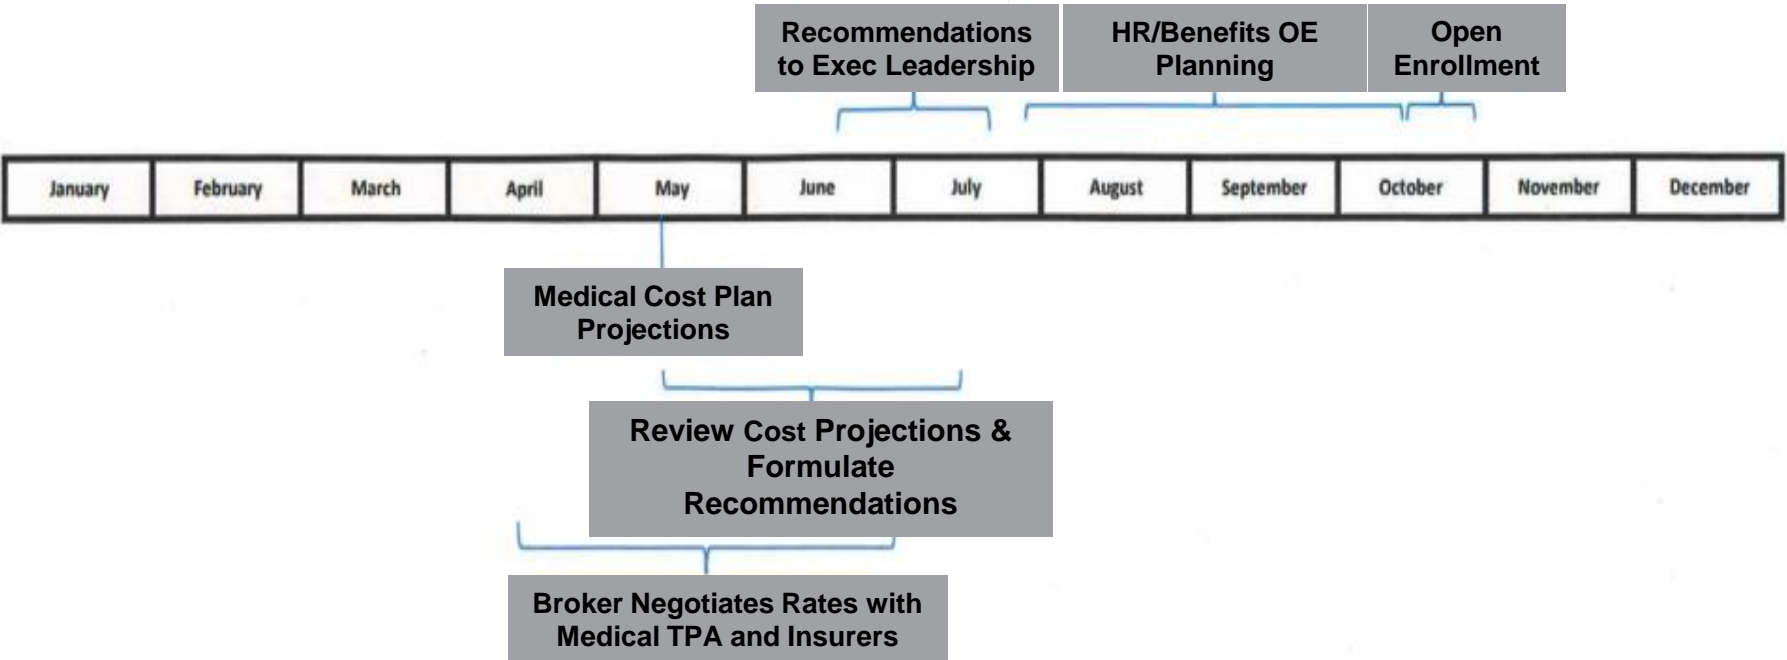 Recommendations
to Exec Leadership
HR/Benefits OE
Planning
Open
Enrollment
January
February
March
April
May
June
July
August
September
October
November
December
Medical Cost Plan
Projections
Review Cost Projections &
Formulate
Recommendations
Broker Negotiates Rates with
Medical TPA and Insurers